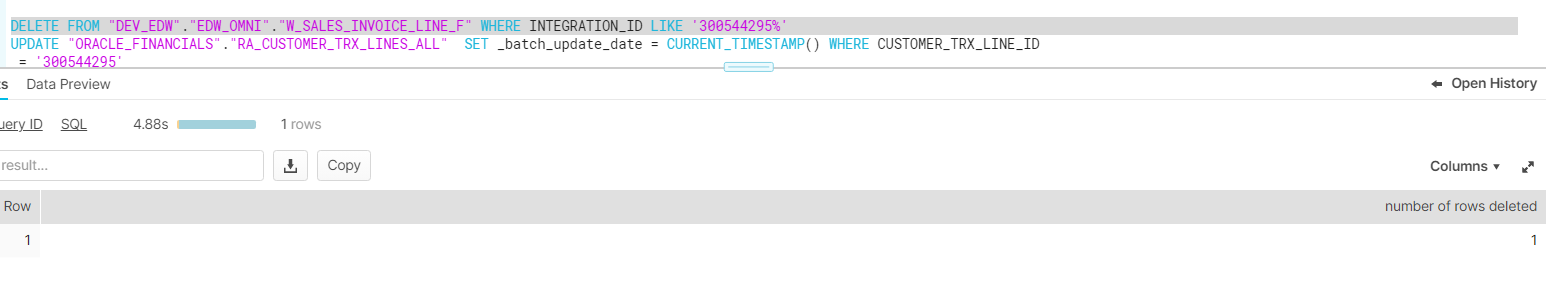 DELETE FROM "DEV_EDW"."EDW_OMNI"."W_SALES_INVOICE_LINE_F" WHERE INTEGRATION_ID LIKE '300544295%'
UPDATE "ORACLE_FINANCIALS"."RA_CUSTOMER_TRX_LINES_ALL"  SET _batch_update_date = CURRENT_TIMESTAMP() WHERE CUSTOMER_TRX_LINE_ID
= '300544295'
Data Preview Open History
ID SQL 4.88s 1 rows
result... Copy Columns
Row number of rows deleted
1 1